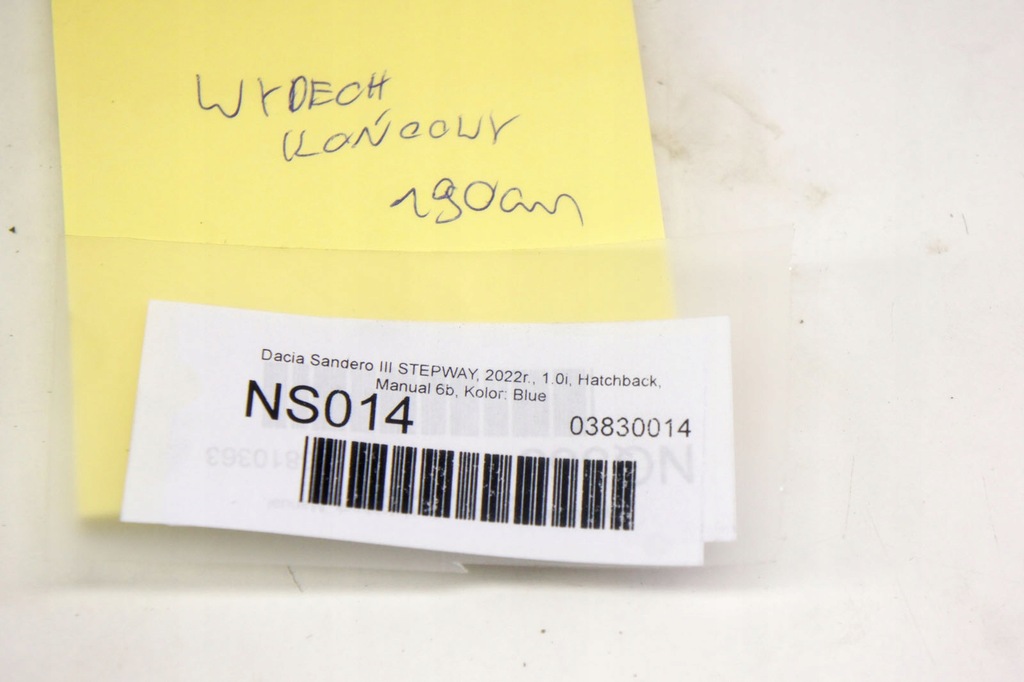 WYDECH
KOŃCOWY
190cm
Dacia Sandero III STEPWAY, 2022r., 1.0i, Hatchback,
Manual 6b, Kolor: Blue
NS014
03830014